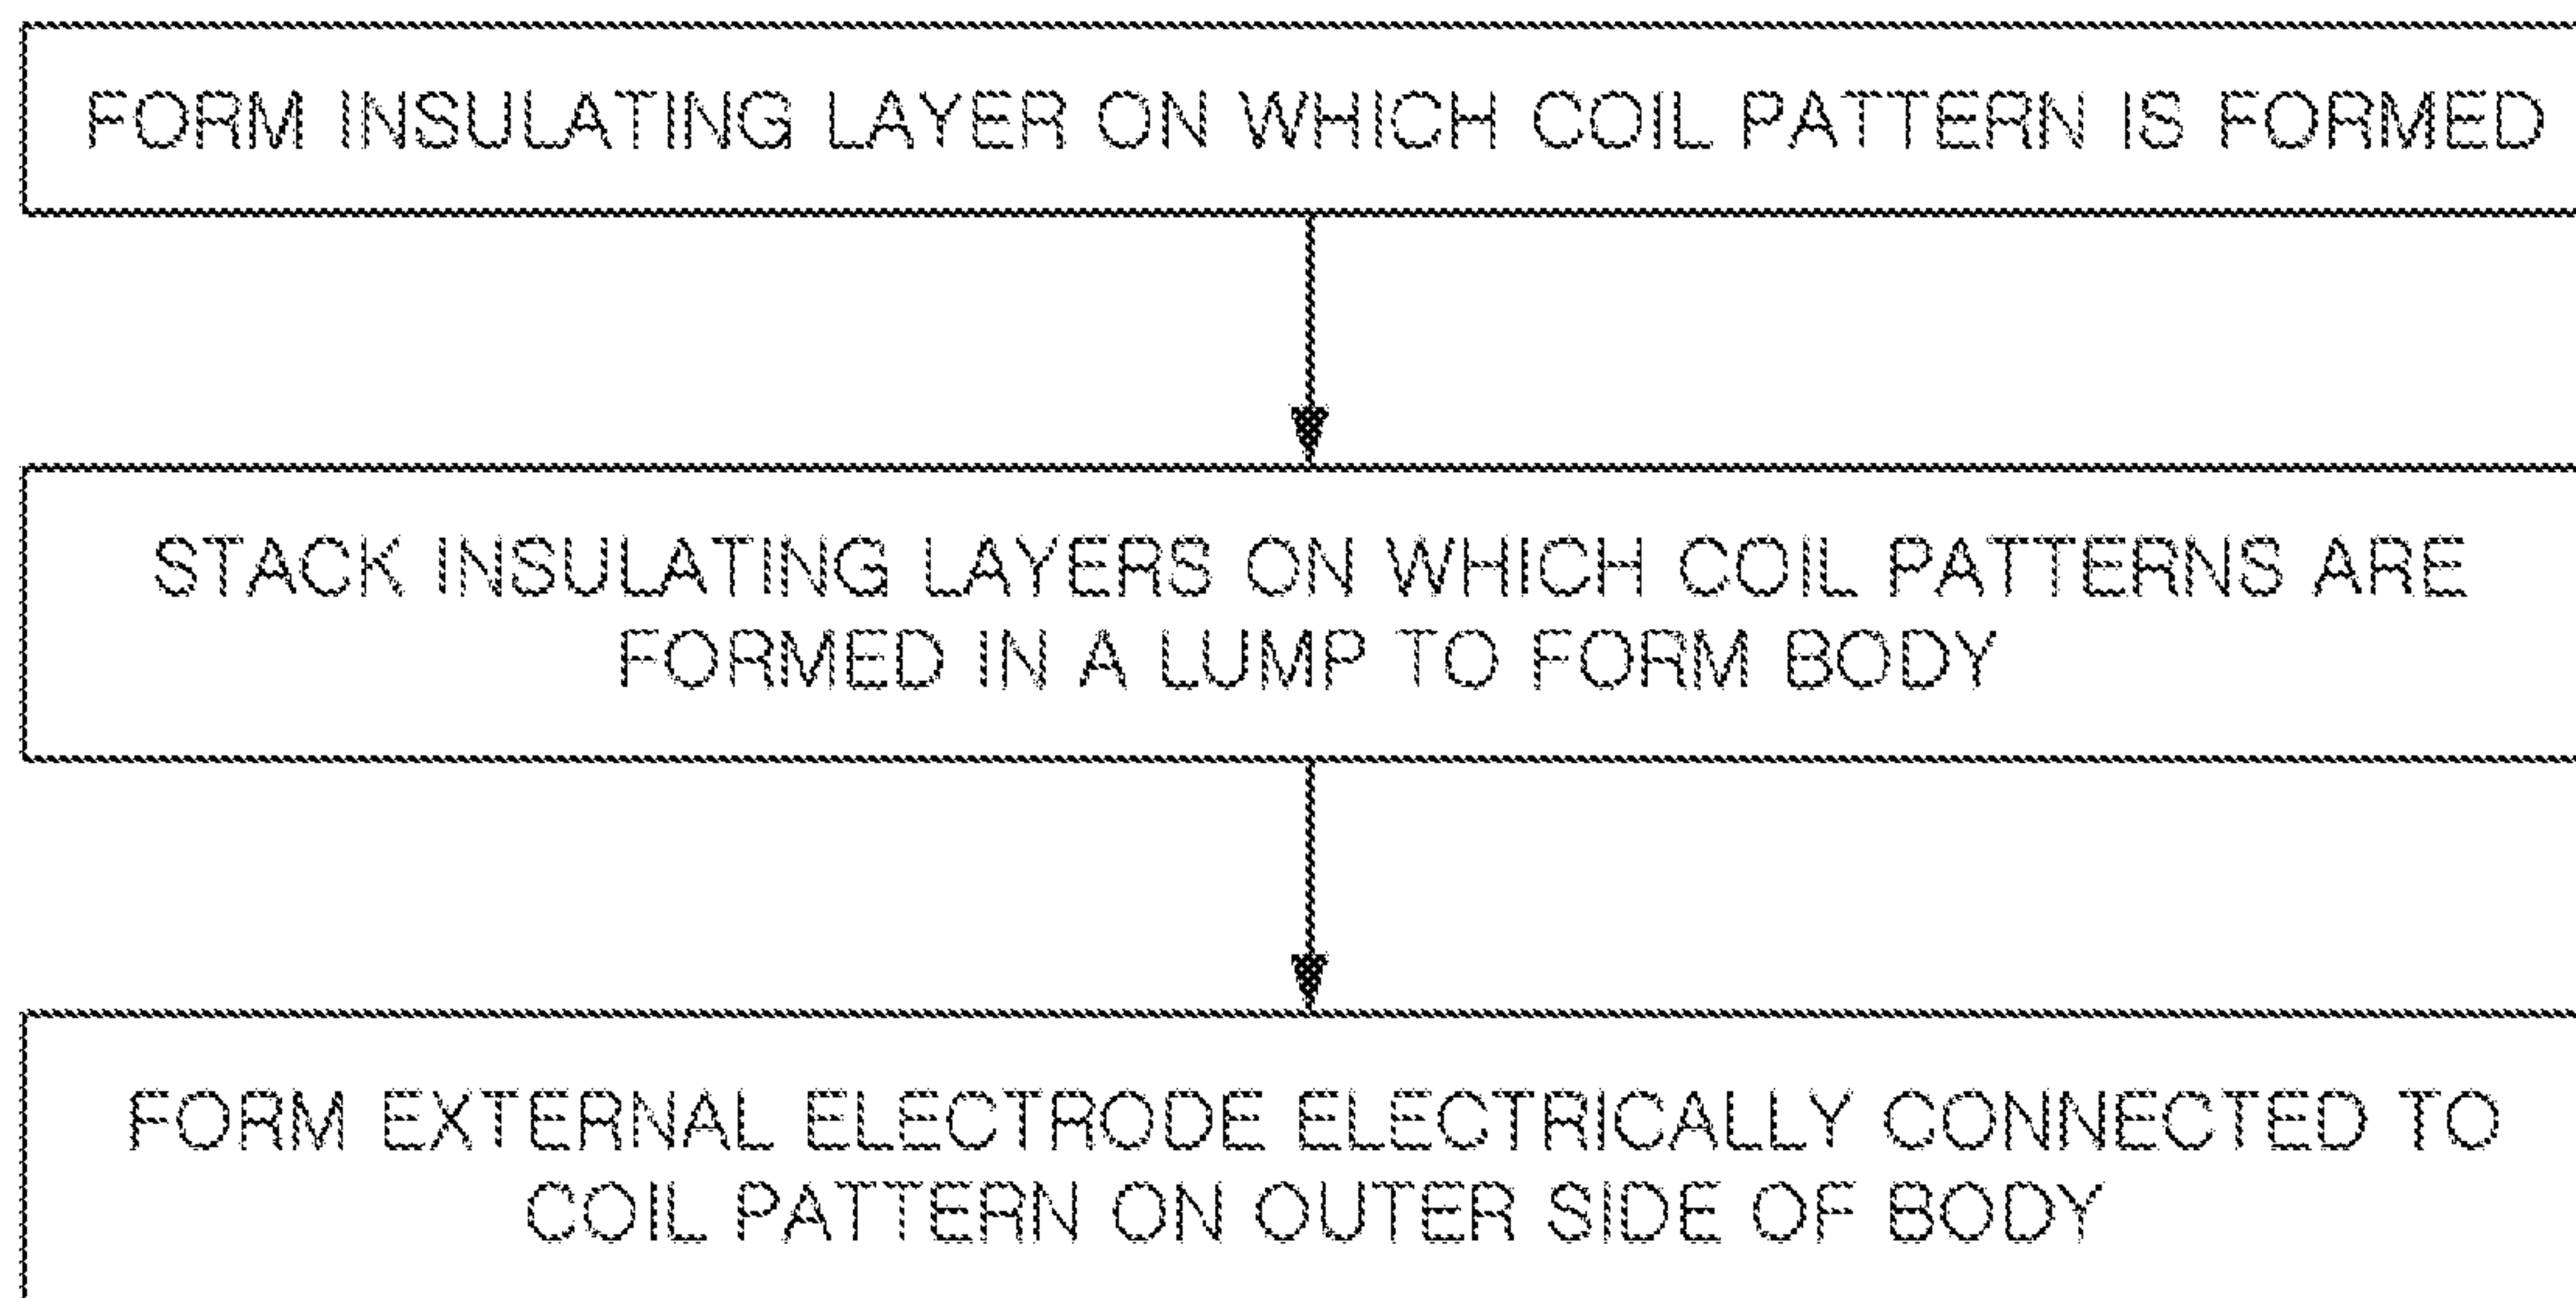 FORM INSULATING LAYER ON WHICH COIL PATTERN IS FORMED
STACK INSULATING LAYERS ON WHICH COIL PATTERNS ARE
FORMED IN A LUMP TO FORM BODY
FORM EXTERNAL ELECTRODE ELECTRICALLY CONNECTED TO
COIL PATTERN ON OUTER SIDE OF BODY